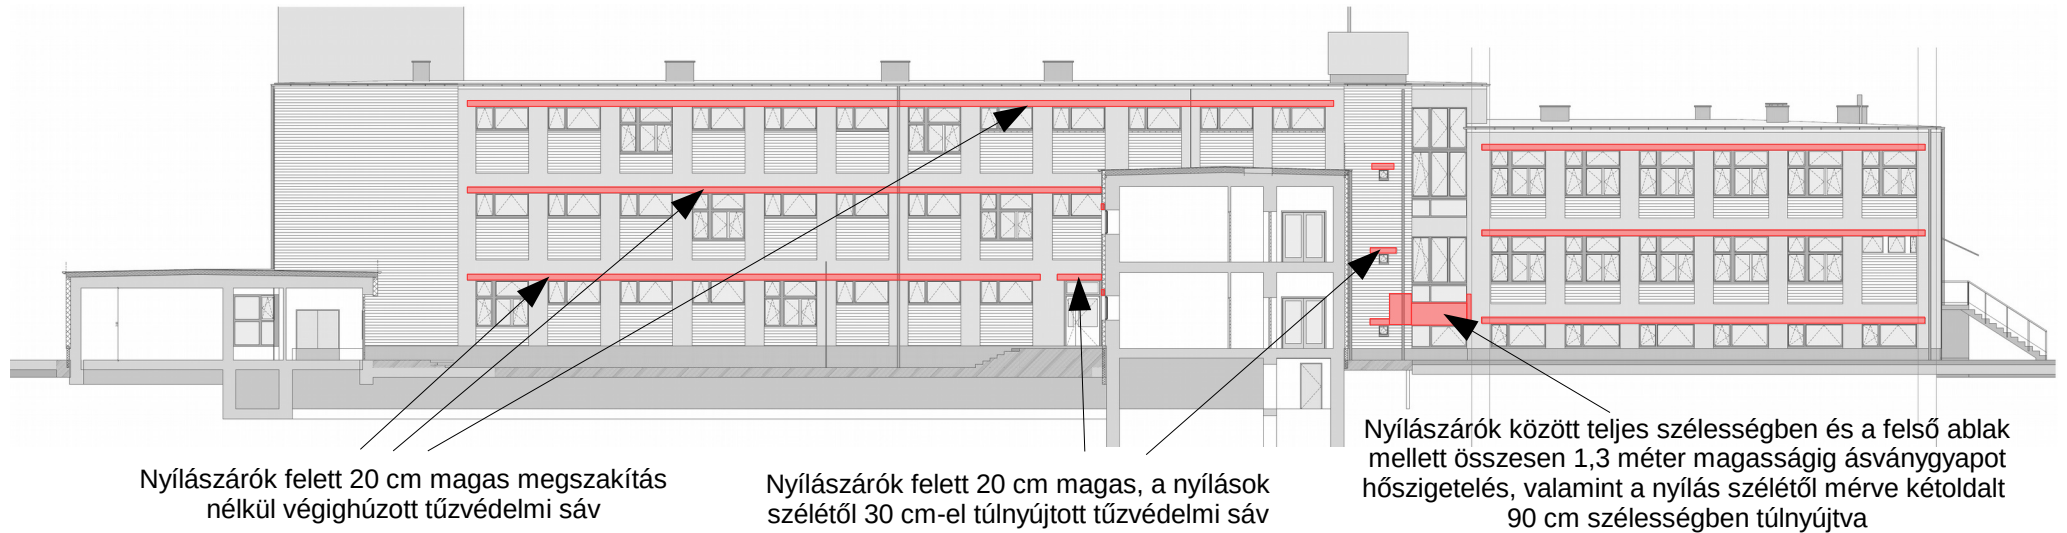 Nyílászárók felett 20 cm magas megszakítás
nélkül végighúzott tűzvédelmi sáv
Nyílászárók felett 20 cm magas, a nyílások
szélétől 30 cm-el túlnyújtott tűzvédelmi sáv
Nyílászárók között teljes szélességben és a felső ablak
mellett összesen 1,3 méter magasságig ásványgyapot
hőszigetelés, valamint a nyílás szélétől mérve kétoldalt
90 cm szélességben túlnyújtva